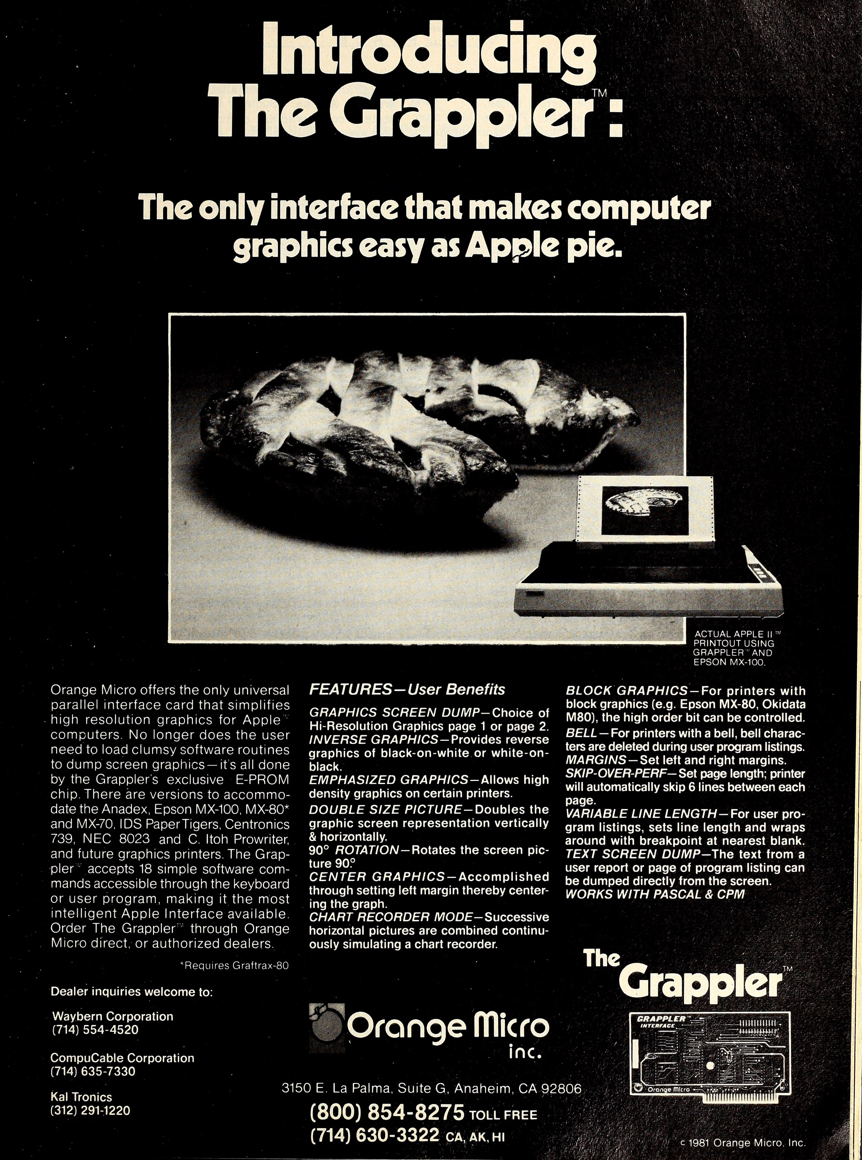 Introducing
The Grappler™:
The only interface that makes computer
graphics easy as Apple pie.
ACTUAL APPLE II™
PRINTOUT USING
GRAPPLER™ AND
EPSON MX-100.
Orange Micro offers the only universal
parallel interface card that simplifies
high resolution graphics for Apple™
computers. No longer does the user
need to load clumsy software routines
to dump screen graphics—it's all done
by the Grappler's exclusive E-PROM
chip. There are versions to accommo-
date the Anadex, Epson MX-100, MX-80*
and MX-70, IDS Paper Tigers, Centronics
739, NEC 8023 and C. Itoh Prowriter,
and future graphics printers. The Grap-
pler™ accepts 18 simple software com-
mands accessible through the keyboard
or user program, making it the most
intelligent Apple Interface available.
Order The Grappler™ through Orange
Micro direct, or authorized dealers.
*Requires Graftrax-80
Dealer inquiries welcome to:
Waybern Corporation
(714) 554-4520
CompuCable Corporation
(714) 635-7330
Kal Tronics
(312) 291-1220
FEATURES—User Benefits
GRAPHICS SCREEN DUMP—Choice of
Hi-Resolution Graphics page 1 or page 2.
INVERSE GRAPHICS—Provides reverse
graphics of black-on-white or white-on-
black.
EMPHASIZED GRAPHICS—Allows high
density graphics on certain printers.
DOUBLE SIZE PICTURE—Doubles the
graphic screen representation vertically
& horizontally.
90° ROTATION—Rotates the screen pic-
ture 90°.
CENTER GRAPHICS—Accomplished
through setting left margin thereby center-
ing the graph.
CHART RECORDER MODE—Successive
horizontal pictures are combined continu-
ously simulating a chart recorder.
BLOCK GRAPHICS—For printers with
block graphics (e.g. Epson MX-80, Okidata
M80), the high order bit can be controlled.
BELL—For printers with a bell, bell charac-
ters are deleted during user program listings.
MARGINS—Set left and right margins.
SKIP-OVER-PERF—Set page length; printer
will automatically skip 6 lines between each
page.
VARIABLE LINE LENGTH—For user pro-
gram listings, sets line length and wraps
around with breakpoint at nearest blank.
TEXT SCREEN DUMP—The text from a
user report or page of program listing can
be dumped directly from the screen.
WORKS WITH PASCAL & CPM
Orange Micro
inc.
3150 E. La Palma, Suite G, Anaheim, CA 92806
(800) 854-8275 TOLL FREE
(714) 630-3322 CA, AK, HI
The
Grappler™
GRAPPLER™
INTERFACE
Orange Micro
c 1981 Orange Micro, Inc.